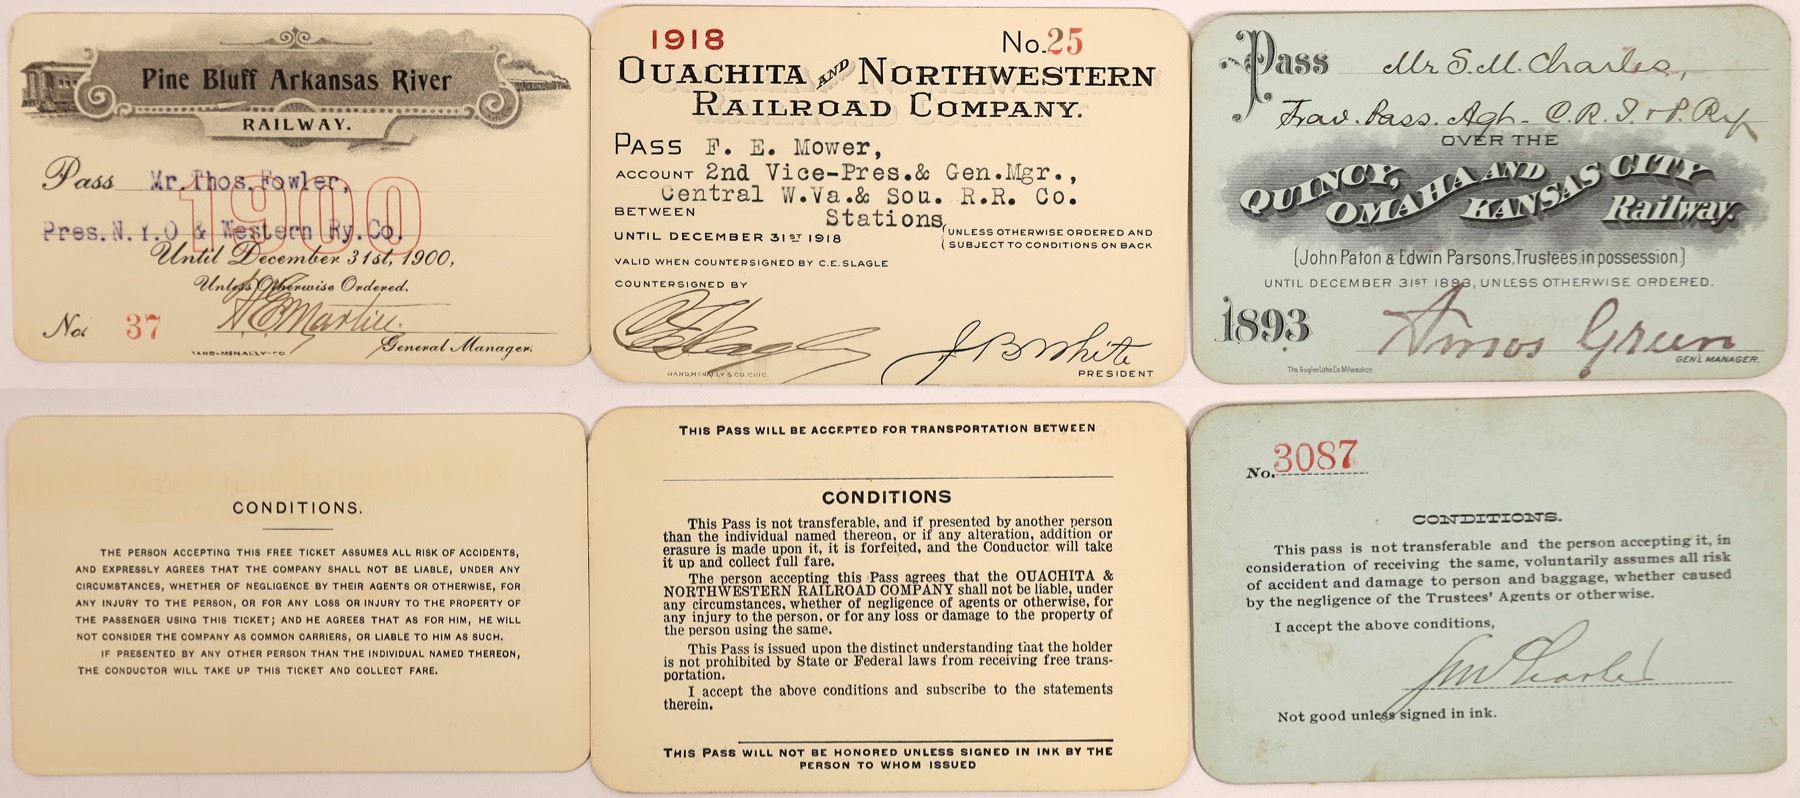 Pine Bluff Arkansas River
RAILWAY.
Pass Mr. Thos. Fowler,
1900
Pres. N. Y. O & Western Ry. Co.
Until December 31st, 1900,
Unless Otherwise Ordered.
No. 37
General Manager.
RAND-MCNALLY-CO
1918
No. 25
OUACHITA AND NORTHWESTERN
RAILROAD COMPANY.
PASS F. E. Mower,
ACCOUNT 2nd Vice-Pres.& Gen.Mgr.,
Central W.Va.& Sou. R.R. Co.
BETWEEN
Stations
UNTIL DECEMBER 31ST 1918
(UNLESS OTHERWISE ORDERED AND
SUBJECT TO CONDITIONS ON BACK
VALID WHEN COUNTERSIGNED BY C.E. SLAGLE
COUNTERSIGNED BY
C E Slagle
J B White
RAND, MCNALLY & CO. CHIC.
PRESIDENT
Pass Mr S. M. Charles,
Trav. Pass. Agt - C. R. I. & P. Ry
OVER THE
QUINCY,
OMAHA AND
KANSAS CITY
Railway.
(John Paton & Edwin Parsons, Trustees in possession.)
UNTIL DECEMBER 31ST 1893, UNLESS OTHERWISE ORDERED.
1893
Amos Green
GEN'L MANAGER.
The Gugler Litho. Co. Milwaukee
CONDITIONS.
THE PERSON ACCEPTING THIS FREE TICKET ASSUMES ALL RISK OF ACCIDENTS,
AND EXPRESSLY AGREES THAT THE COMPANY SHALL NOT BE LIABLE, UNDER ANY
CIRCUMSTANCES, WHETHER OF NEGLIGENCE BY THEIR AGENTS OR OTHERWISE, FOR
ANY INJURY TO THE PERSON, OR FOR ANY LOSS OR INJURY TO THE PROPERTY OF
THE PASSENGER USING THIS TICKET; AND HE AGREES THAT AS FOR HIM, HE WILL
NOT CONSIDER THE COMPANY AS COMMON CARRIERS, OR LIABLE TO HIM AS SUCH.
IF PRESENTED BY ANY OTHER PERSON THAN THE INDIVIDUAL NAMED THEREON,
THE CONDUCTOR WILL TAKE UP THIS TICKET AND COLLECT FARE.
THIS PASS WILL BE ACCEPTED FOR TRANSPORTATION BETWEEN
CONDITIONS
This Pass is not transferable, and if presented by another person
than the individual named thereon, or if any alteration, addition or
erasure is made upon it, it is forfeited, and the Conductor will take
it up and collect full fare.
The person accepting this Pass agrees that the OUACHITA &
NORTHWESTERN RAILROAD COMPANY shall not be liable, under
any circumstances, whether of negligence of agents or otherwise, for
any injury to the person, or for any loss or damage to the property of
the person using the same.
This Pass is issued upon the distinct understanding that the holder
is not prohibited by State or Federal laws from receiving free trans-
portation.
I accept the above conditions and subscribe to the statements
therein.
THIS PASS WILL NOT BE HONORED UNLESS SIGNED IN INK BY THE
PERSON TO WHOM ISSUED
No. 3087
CONDITIONS.
This pass is not transferable and the person accepting it, in
consideration of receiving the same, voluntarily assumes all risk
of accident and damage to person and baggage, whether caused
by the negligence of the Trustees' Agents or otherwise.
I accept the above conditions,
Not good unless signed in ink.